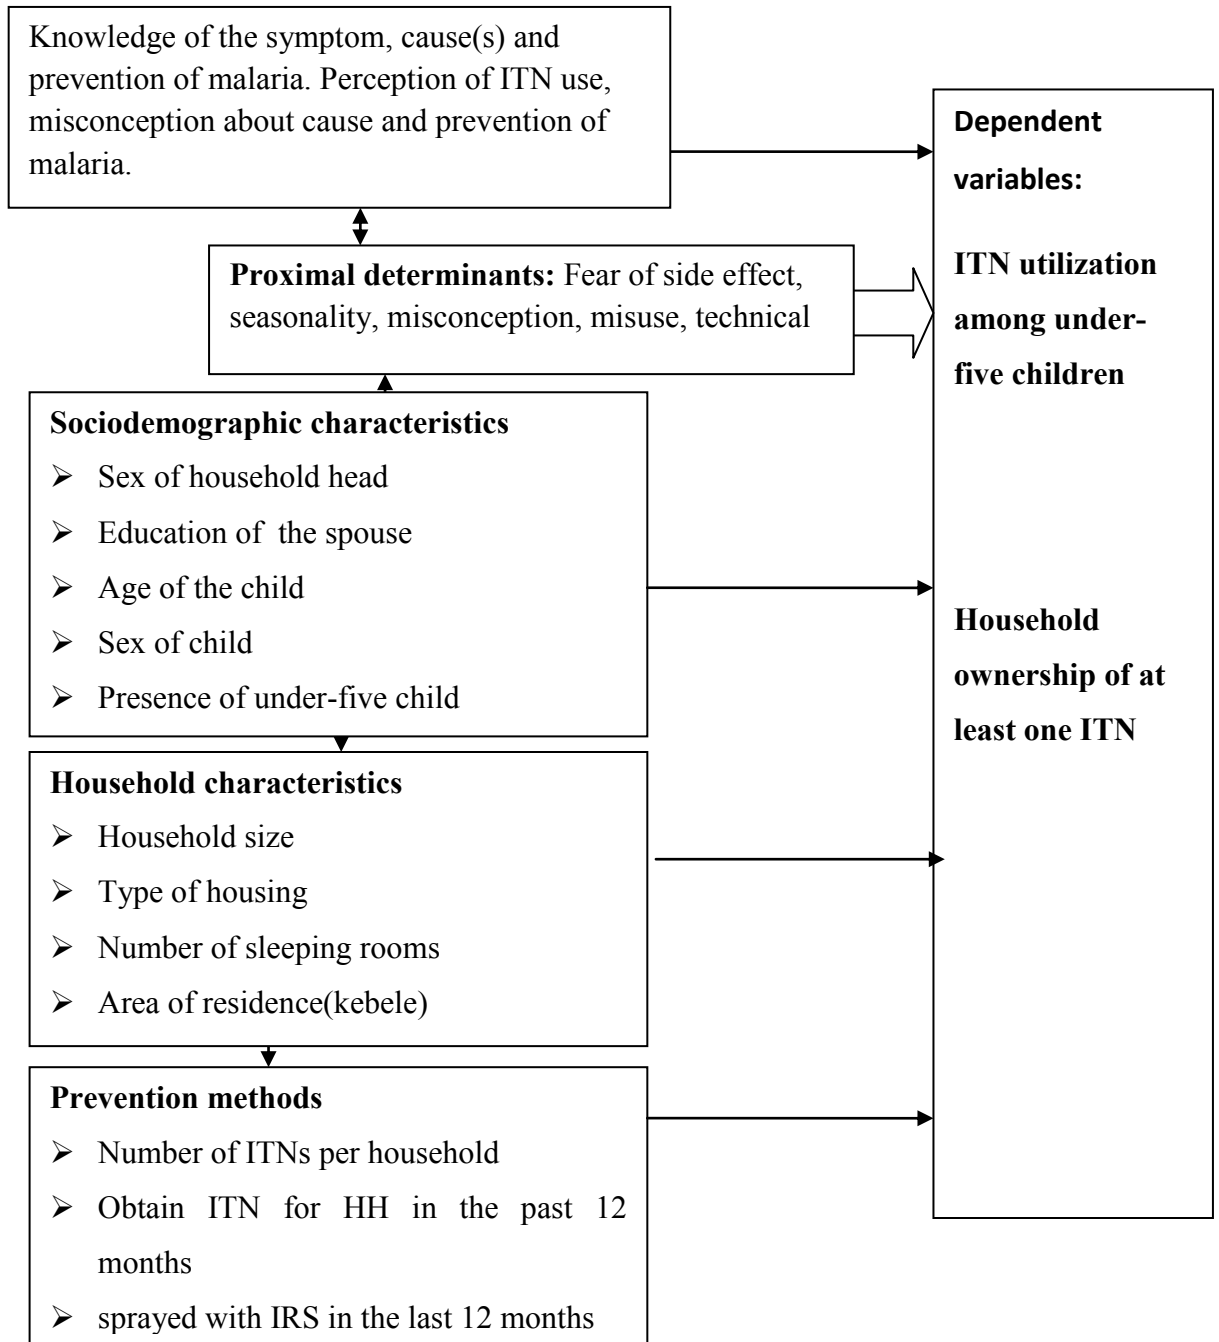 Knowledge of the symptom, cause(s) and
prevention of malaria. Perception of ITN use,
misconception about cause and prevention of
malaria.
Proximal determinants: Fear of side effect,
seasonality, misconception, misuse, technical
Sociodemographic characteristics
➢ Sex of household head
➢ Education of the spouse
➢ Age of the child
➢ Sex of child
➢ Presence of under-five child
Household characteristics
➢ Household size
➢ Type of housing
➢ Number of sleeping rooms
➢ Area of residence(kebele)
Prevention methods
➢ Number of ITNs per household
➢ Obtain ITN for HH in the past 12
months
➢ sprayed with IRS in the last 12 months
Dependent
variables:
ITN utilization
among under-
five children
Household
ownership of at
least one ITN